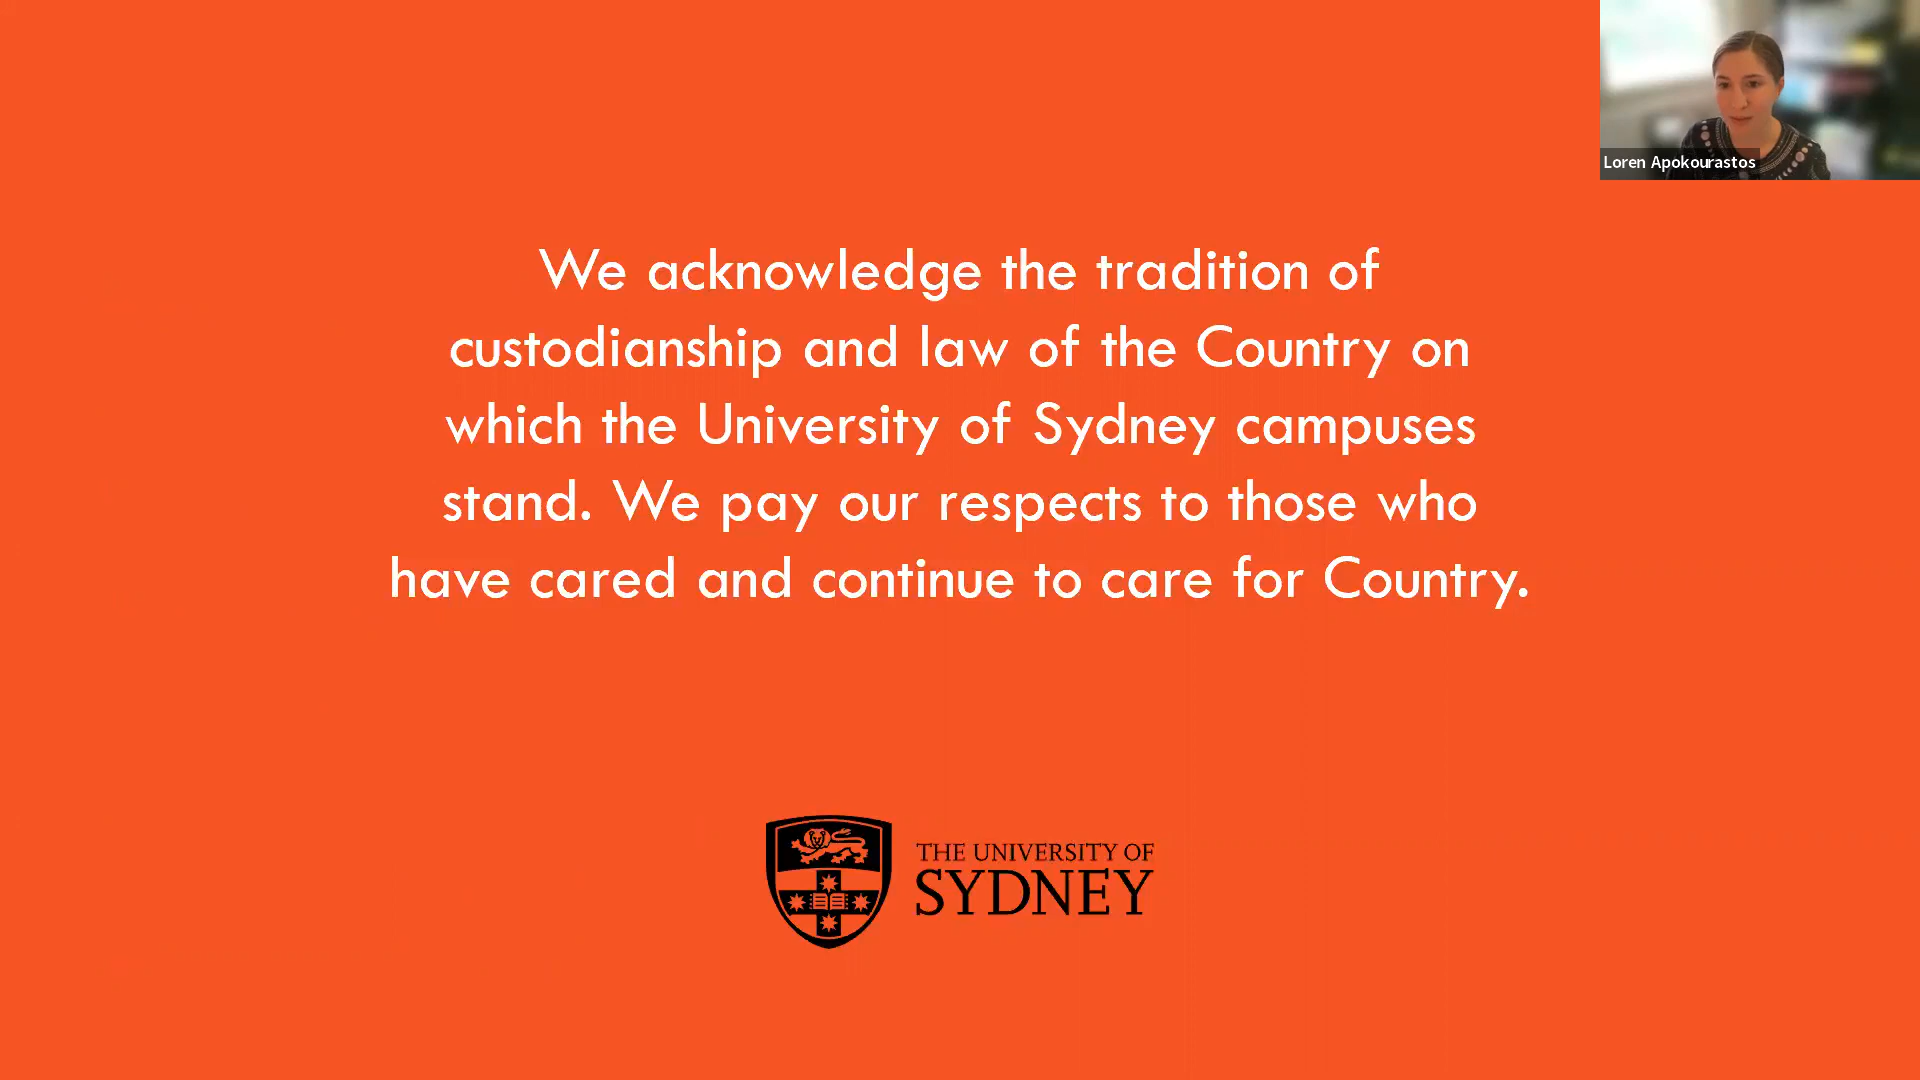 Loren Apokourastos
We acknowledge the tradition of
custodianship and law of the Country on
which the University of Sydney campuses
stand. We pay our respects to those who
have cared and continue to care for Country.
THE UNIVERSITY OF
SYDNEY